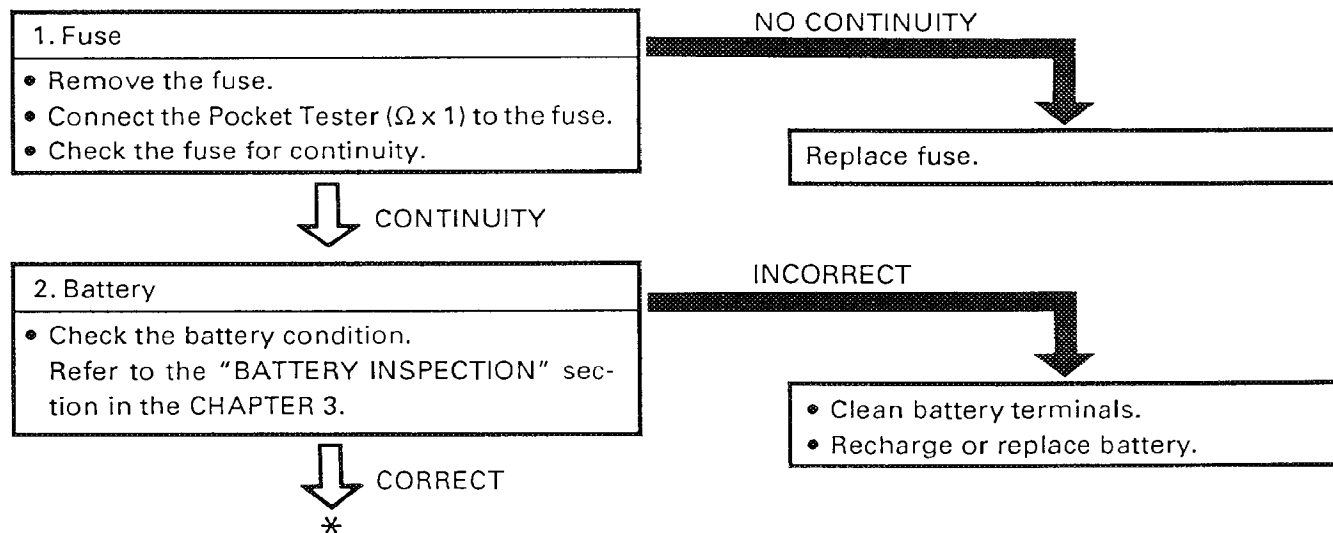 NO CONTINUITY
1. Fuse
• Remove the fuse.
• Connect the Pocket Tester (Ω x 1) to the fuse.
• Check the fuse for continuity.
Replace fuse.
CONTINUITY
INCORRECT
2. Battery
• Check the battery condition.
Refer to the "BATTERY INSPECTION" sec-
tion in the CHAPTER 3.
• Clean battery terminals.
• Recharge or replace battery.
CORRECT
*